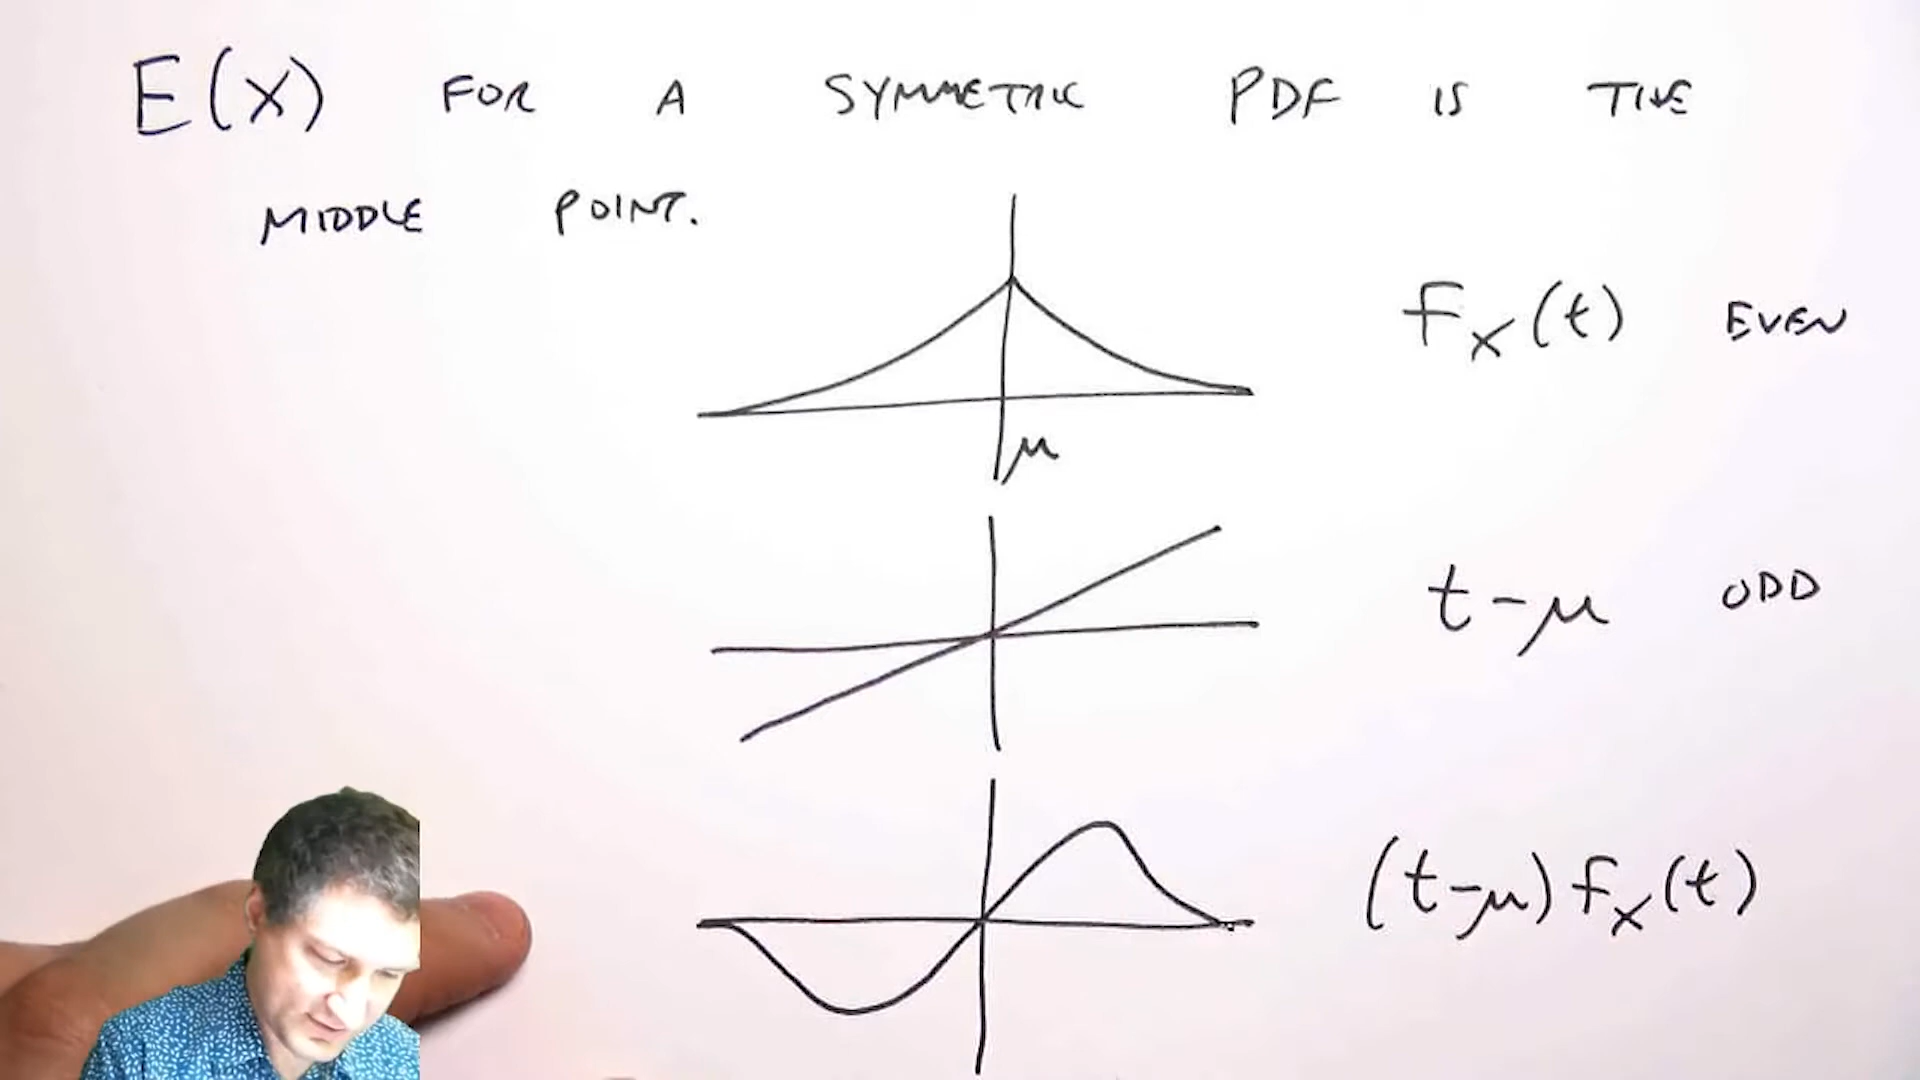 E(X) FOR A SYMMETRIC PDF IS THE
MIDDLE POINT.
f_X(t) EVEN
μ
t-μ ODD
(t-μ) f_X(t)